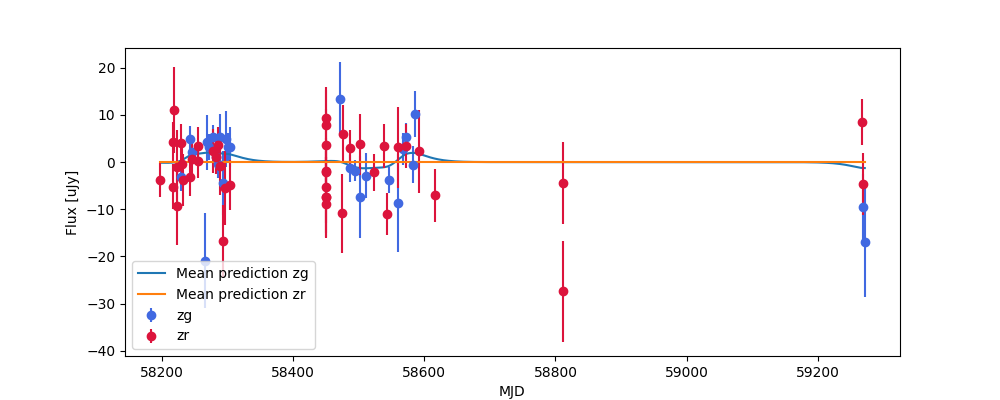 20
10
0
−10
−20
−30
−40
Flux [uJy]
Mean prediction zg
Mean prediction zr
zg
zr
58200 58400 58600 58800 59000 59200
MJD